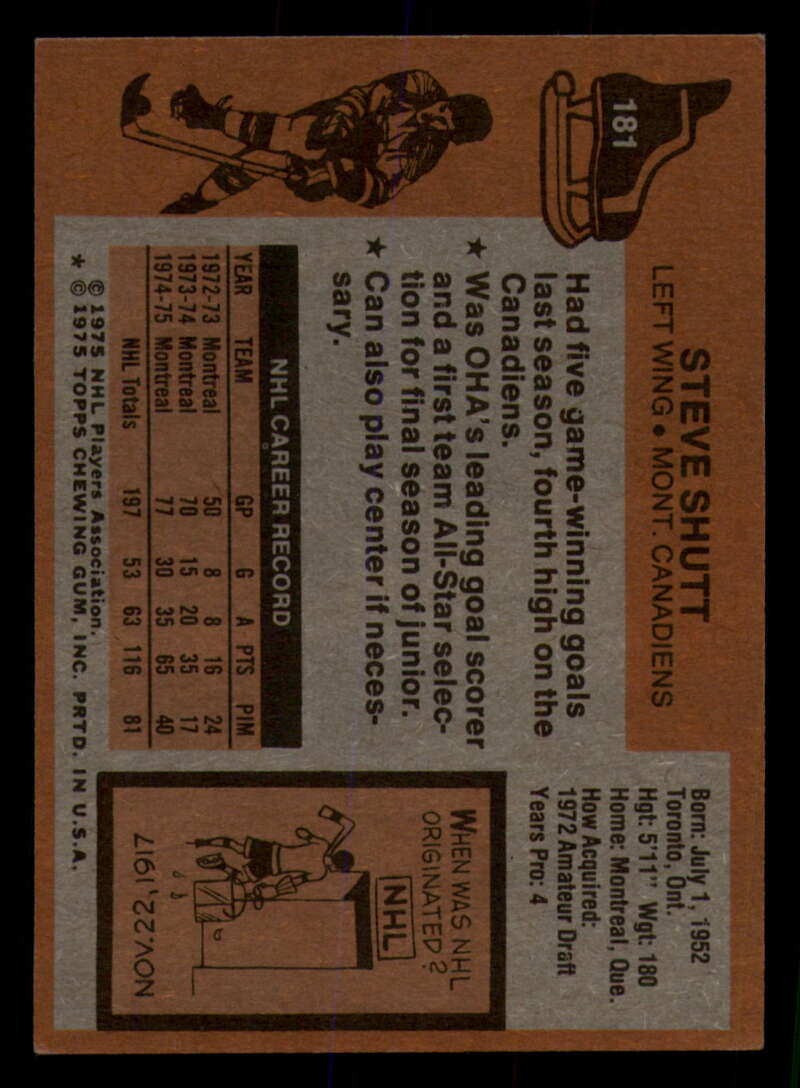 181
STEVE SHUTT
LEFT WING • MONT. CANADIENS
Born: July 1, 1952
Toronto, Ont.
Hgt: 5'11" Wgt: 180
Home: Montreal, Que.
How Acquired:
1972 Amateur Draft
Years Pro: 4
Had five game-winning goals
last season, fourth high on the
Canadiens.
★ Was OHA's leading goal scorer
and a first team All-Star selec-
tion for final season of junior.
★ Can also play center if neces-
sary.
NHL CAREER RECORD
YEAR TEAM GP G A PTS PIM
1972-73 Montreal 50 8 8 16 24
1973-74 Montreal 70 15 20 35 17
1974-75 Montreal 77 30 35 65 40
NHL Totals 197 53 63 116 81
WHEN WAS NHL
ORIGINATED?
NHL
NOV. 22, 1917
© 1975 NHL Players Association.
* © 1975 TOPPS CHEWING GUM, INC. PRTD. IN U.S.A.